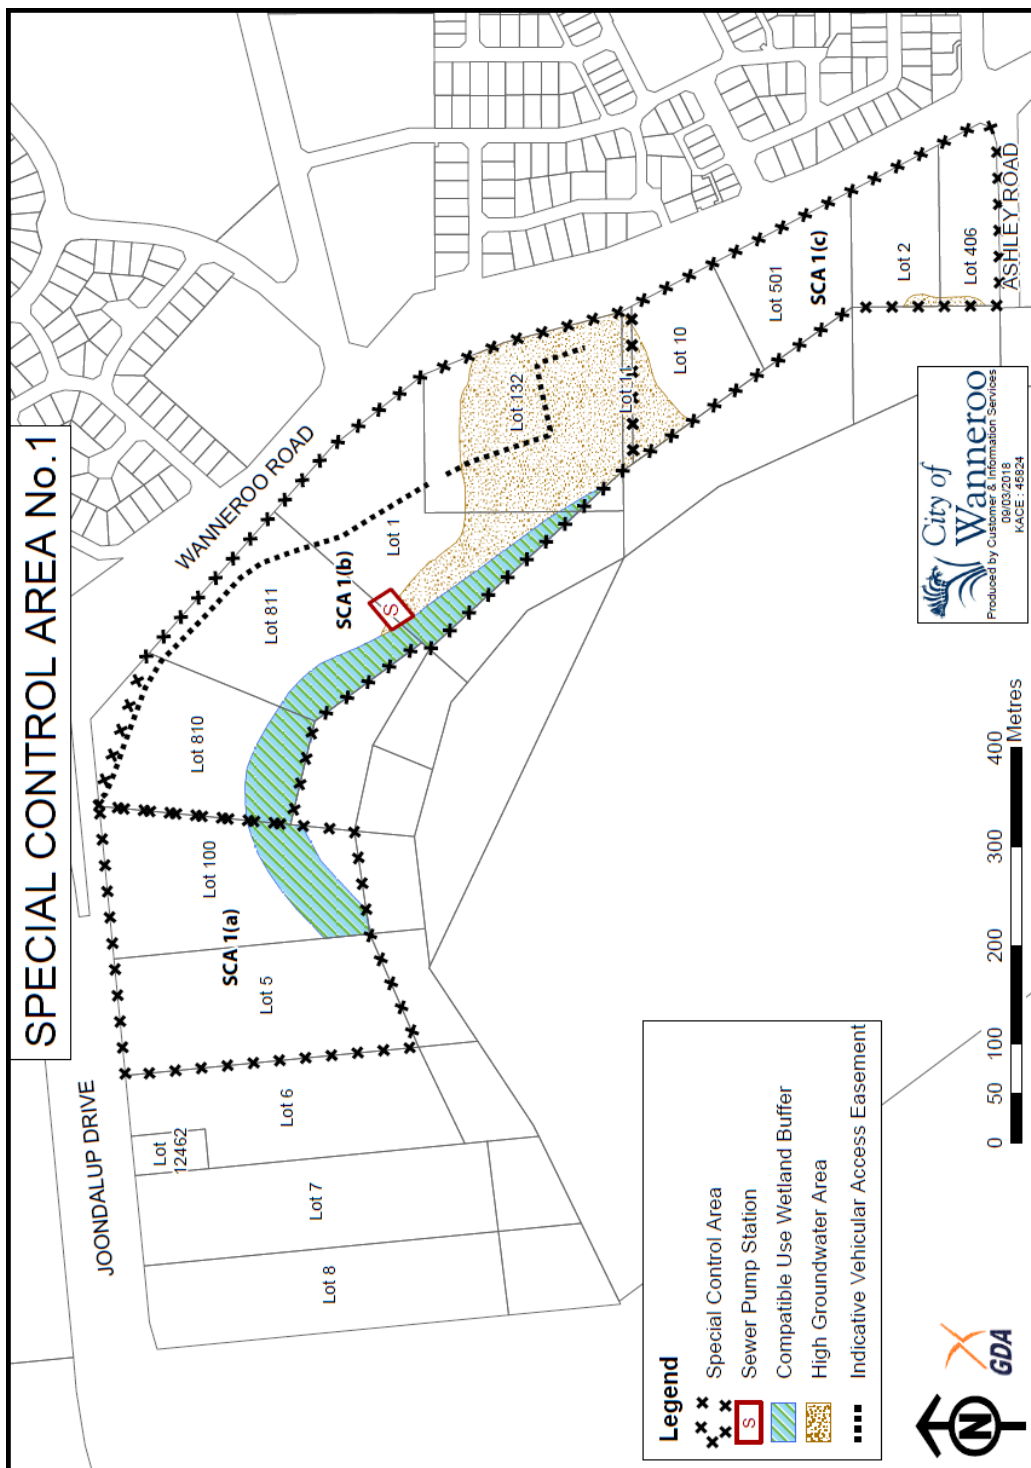 SPECIAL CONTROL AREA No.1
JOONDALUP DRIVE
WANNEROO ROAD
ASHLEY ROAD
Lot 8
Lot 7
Lot
12462
Lot 6
Lot 5
SCA 1(a)
Lot 100
Lot 810
Lot 811
SCA 1(b)
S
Lot 1
Lot 132
Lot 11
Lot 10
Lot 501
SCA 1(c)
Lot 2
Lot 406
Legend
Special Control Area
S
Sewer Pump Station
Compatible Use Wetland Buffer
High Groundwater Area
Indicative Vehicular Access Easement
N
GDA
0 50 100 200 300 400
Metres
City of
Wanneroo
Produced by Customer & Information Services
09/03/2018
KACE : 45824